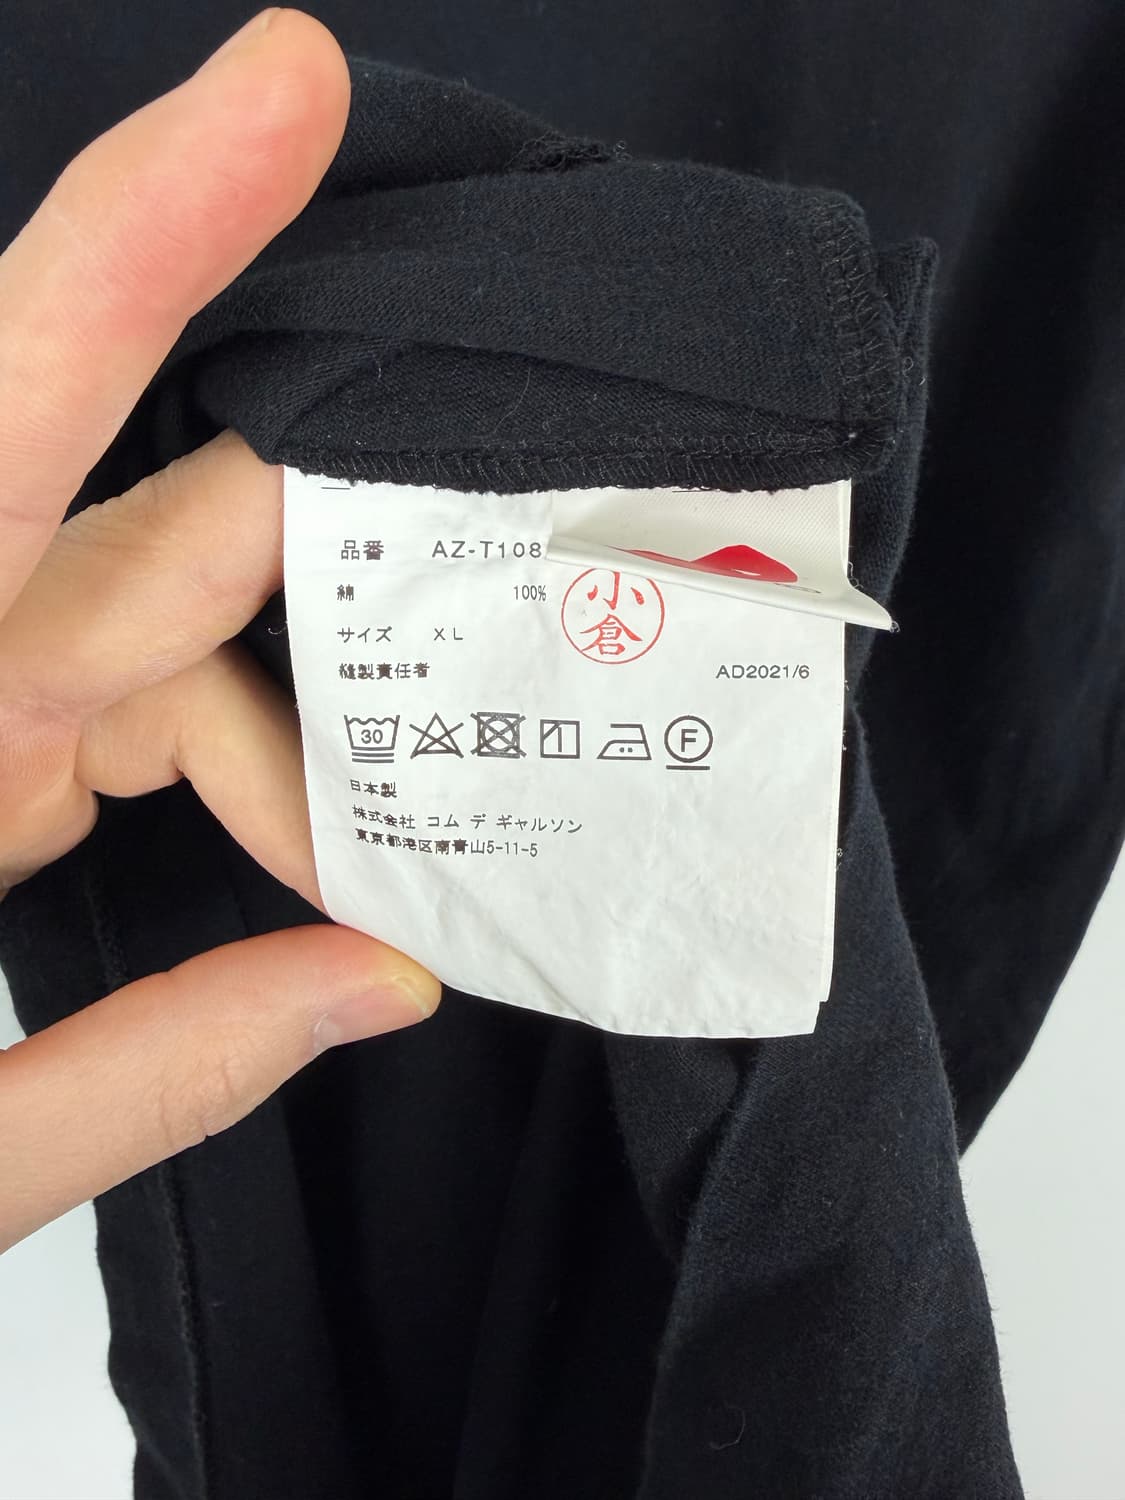 品番 AZ-T108
綿 100%
小倉
サイズ XL
縫製責任者 AD2021/6
30
F
日本製
株式会社 コム デ ギャルソン
東京都港区南青山5-11-5